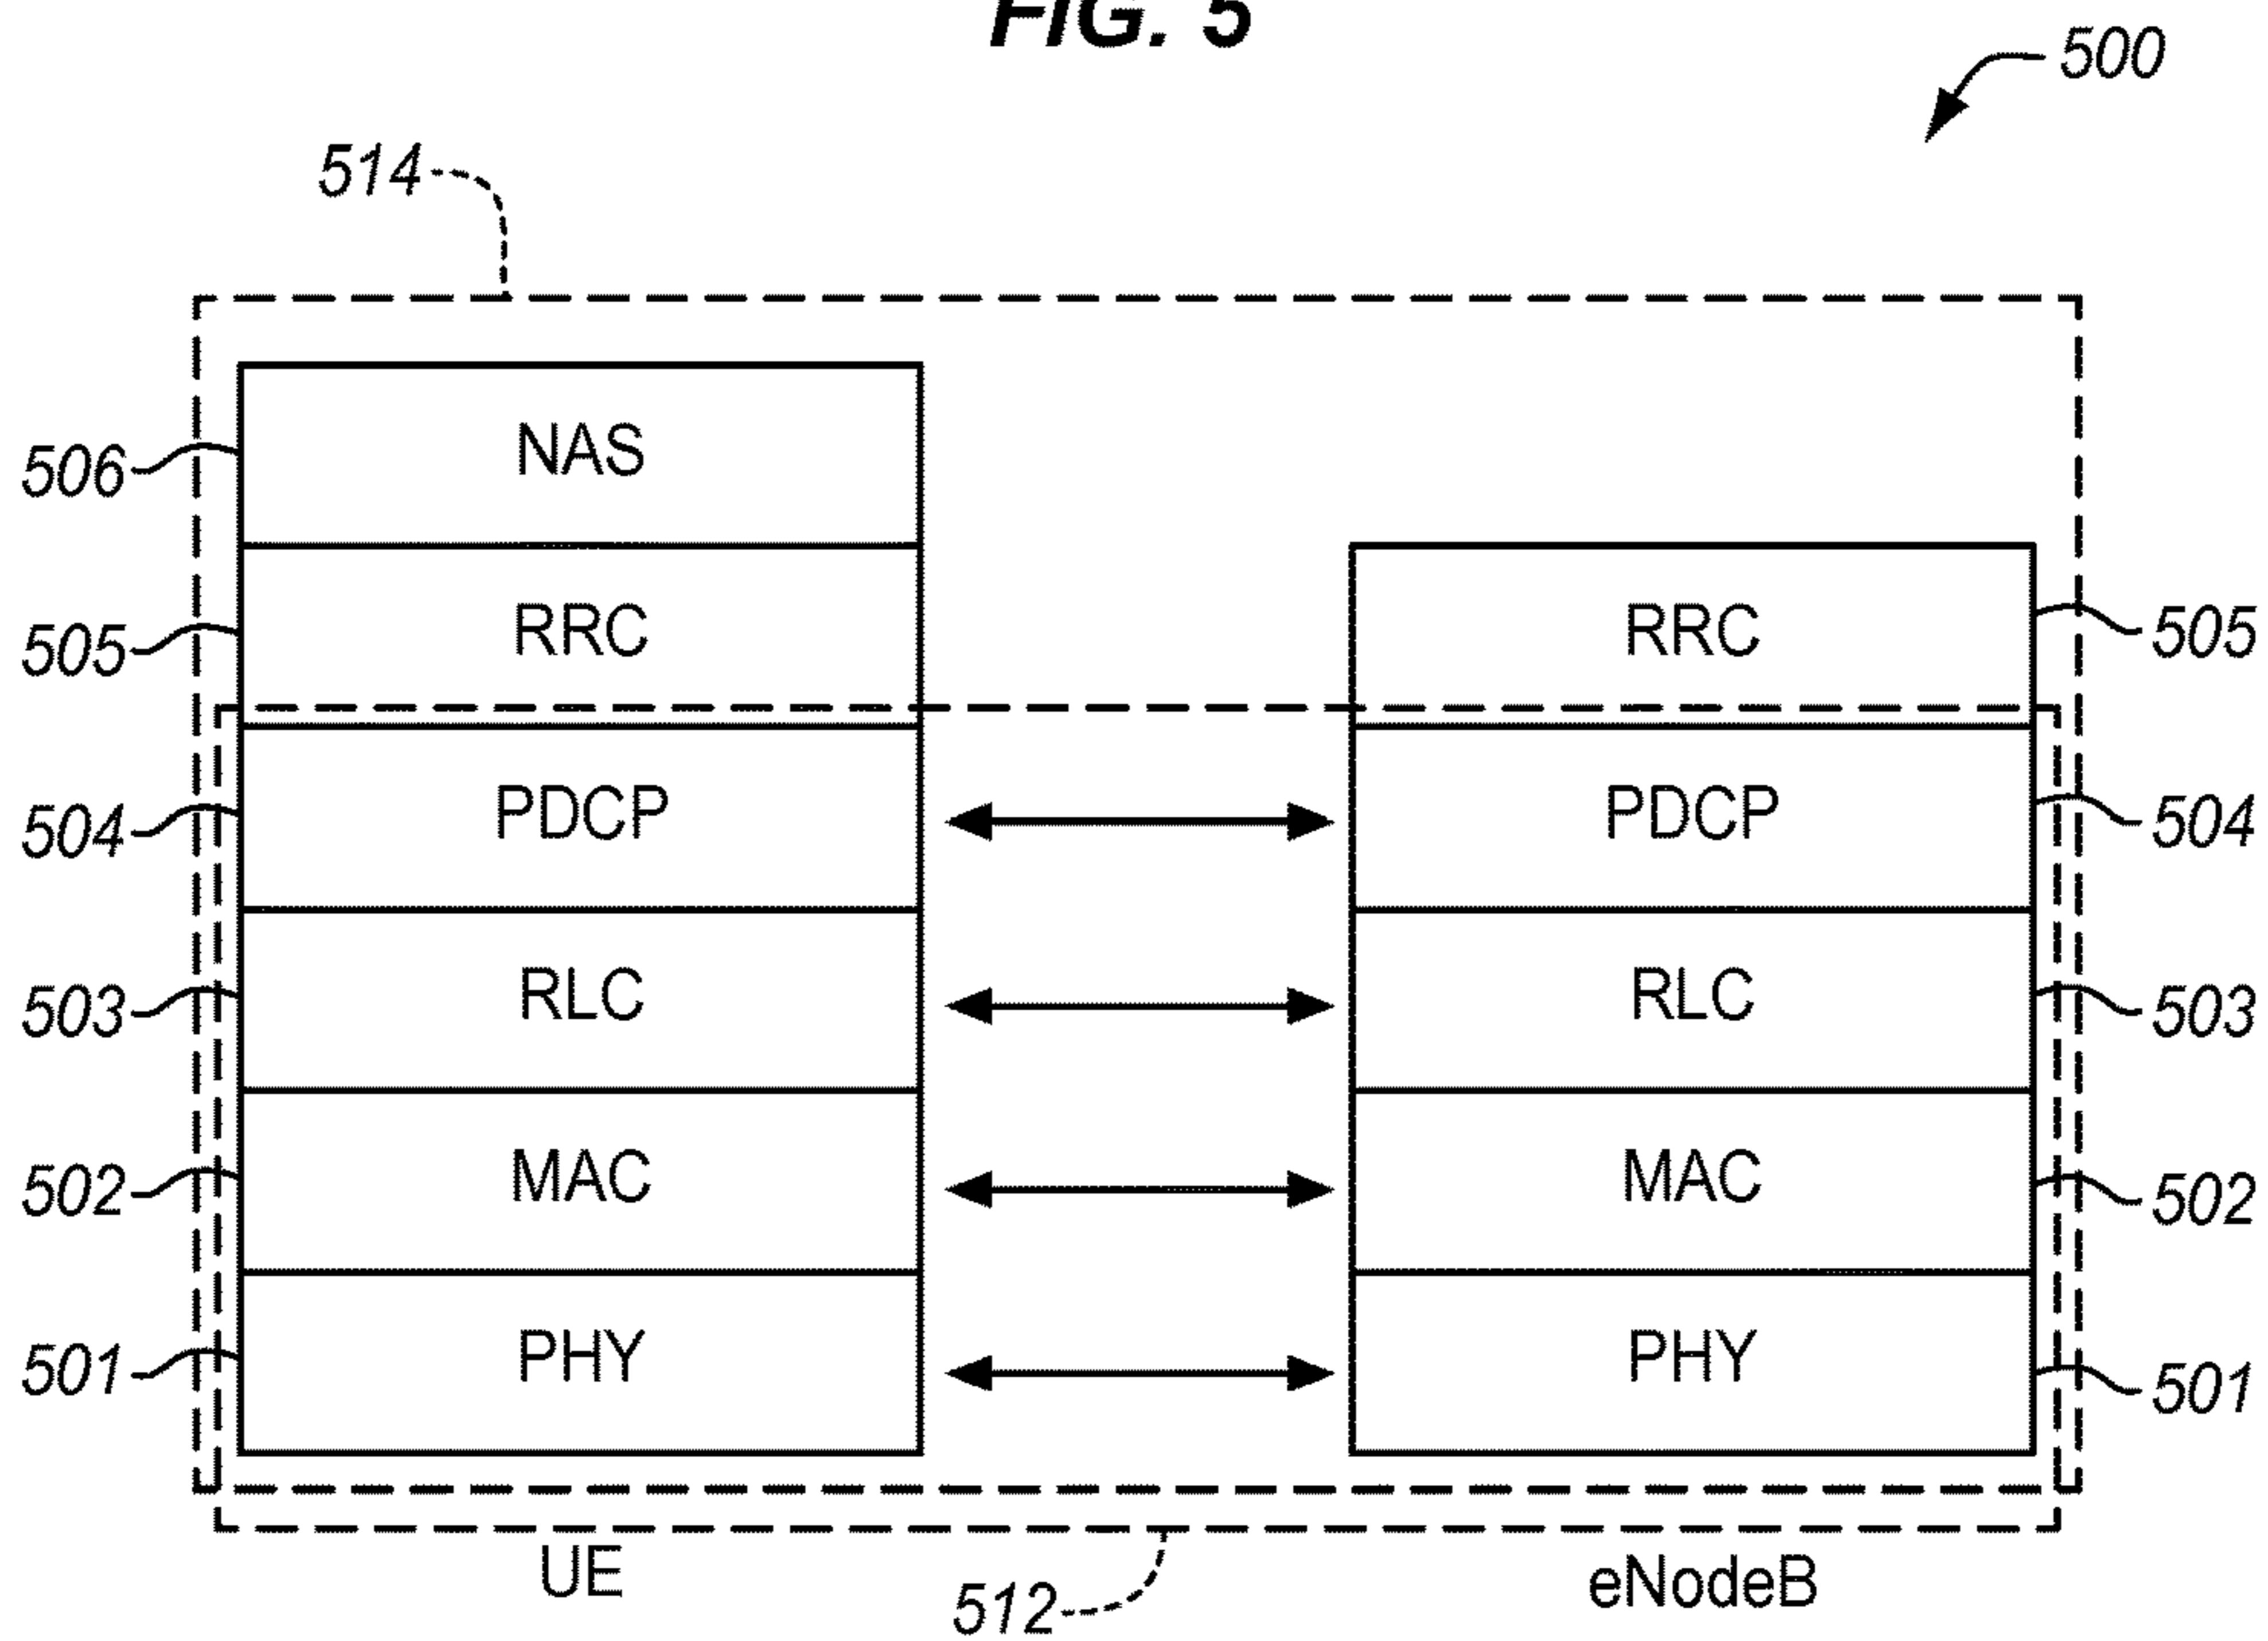 FIG. 5
500
514
506
NAS
505
RRC
RRC
505
504
PDCP
PDCP
504
503
RLC
RLC
503
502
MAC
MAC
502
501
PHY
PHY
501
UE
512
eNodeB